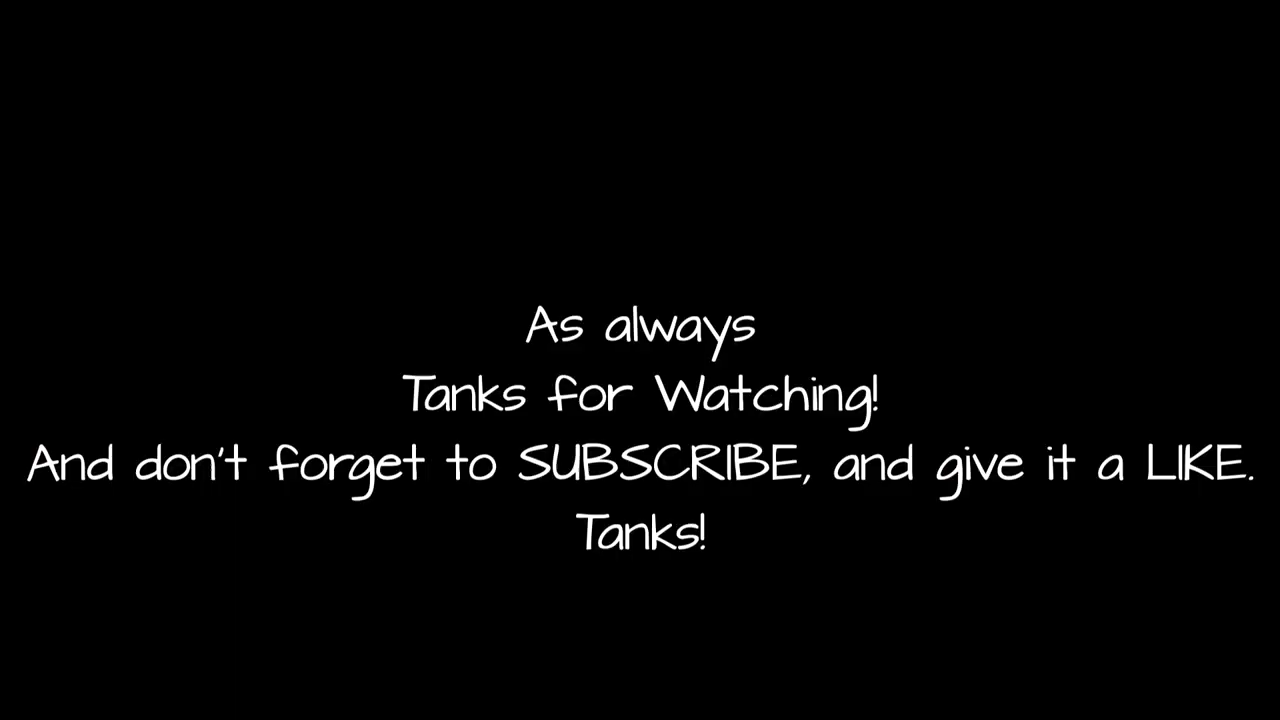 As always
Tanks for Watching!
And don't forget to SUBSCRIBE, and give it a LIKE.
Tanks!